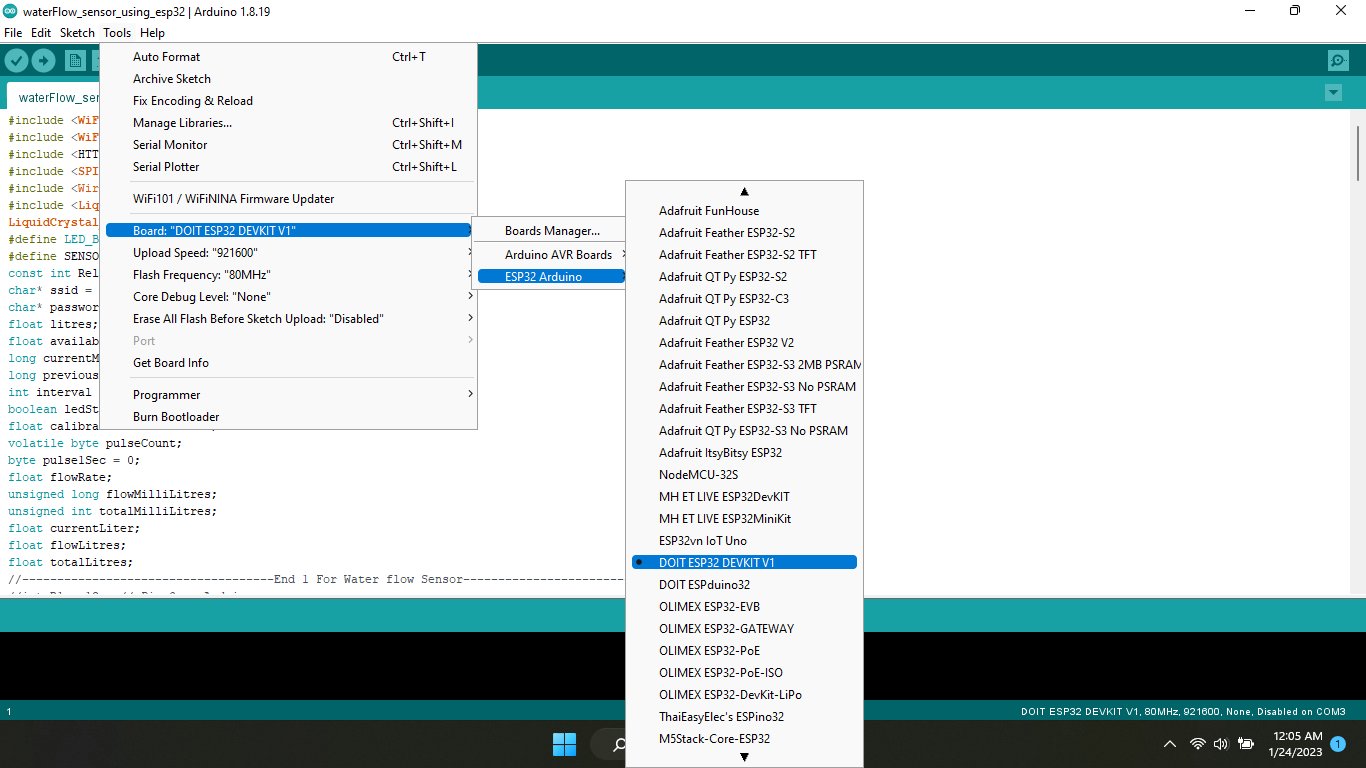 waterFlow_sensor_using_esp32 | Arduino 1.8.19
File Edit Sketch Tools Help
waterFlow_sen
Auto Format Ctrl+T
Archive Sketch
Fix Encoding & Reload
Manage Libraries... Ctrl+Shift+I
Serial Monitor Ctrl+Shift+M
Serial Plotter Ctrl+Shift+L
WiFi101 / WiFiNINA Firmware Updater
Board: "DOIT ESP32 DEVKIT V1"
Upload Speed: "921600"
Flash Frequency: "80MHz"
Core Debug Level: "None"
Erase All Flash Before Sketch Upload: "Disabled"
Port
Get Board Info
Programmer
Burn Bootloader
Boards Manager...
Arduino AVR Boards
ESP32 Arduino
Adafruit FunHouse
Adafruit Feather ESP32-S2
Adafruit Feather ESP32-S2 TFT
Adafruit QT Py ESP32-S2
Adafruit QT Py ESP32-C3
Adafruit QT Py ESP32
Adafruit Feather ESP32 V2
Adafruit Feather ESP32-S3 2MB PSRAM
Adafruit Feather ESP32-S3 No PSRAM
Adafruit Feather ESP32-S3 TFT
Adafruit QT Py ESP32-S3 No PSRAM
Adafruit ItsyBitsy ESP32
NodeMCU-32S
MH ET LIVE ESP32DevKIT
MH ET LIVE ESP32MiniKit
ESP32vn IoT Uno
DOIT ESP32 DEVKIT V1
DOIT ESPduino32
OLIMEX ESP32-EVB
OLIMEX ESP32-GATEWAY
OLIMEX ESP32-PoE
OLIMEX ESP32-PoE-ISO
OLIMEX ESP32-DevKit-LiPo
ThaiEasyElec's ESPino32
M5Stack-Core-ESP32
#include <WiF
#include <WiF
#include <HTT
#include <SPI
#include <Wir
#include <Liq
LiquidCrystal
#define LED_B
#define SENSO
const int Rel
char* ssid =
char* passwor
float litres;
float availab
long currentM
long previous
int interval
boolean ledSt
float calibra
volatile byte pulseCount;
byte pulse1Sec = 0;
float flowRate;
unsigned long flowMilliLitres;
unsigned int totalMilliLitres;
float currentLiter;
float flowLitres;
float totalLitres;
//------------------------------------End 1 For Water flow Sensor-----------------------
1
DOIT ESP32 DEVKIT V1, 80MHz, 921600, None, Disabled on COM3
12:05 AM
1/24/2023
1